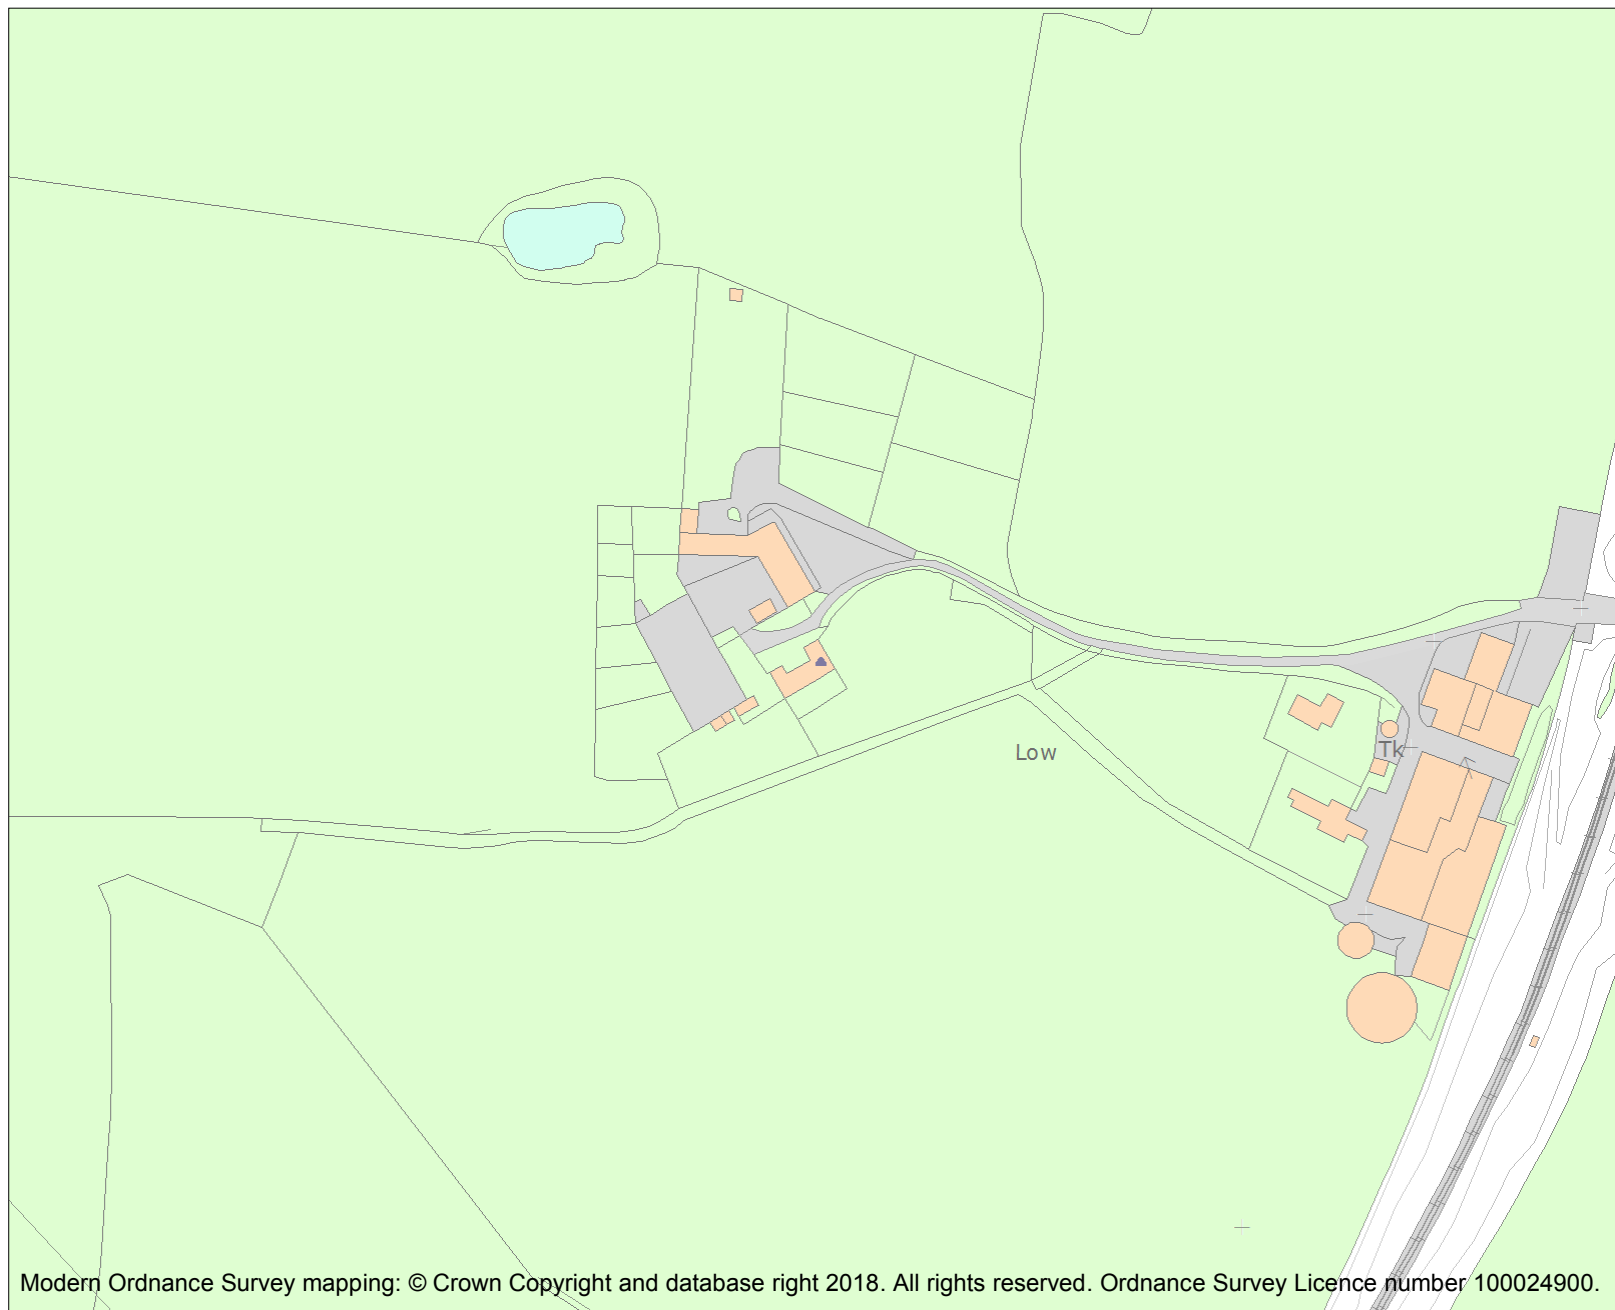 Low
Tk
Modern Ordnance Survey mapping: © Crown Copyright and database right 2018. All rights reserved. Ordnance Survey Licence number 100024900.